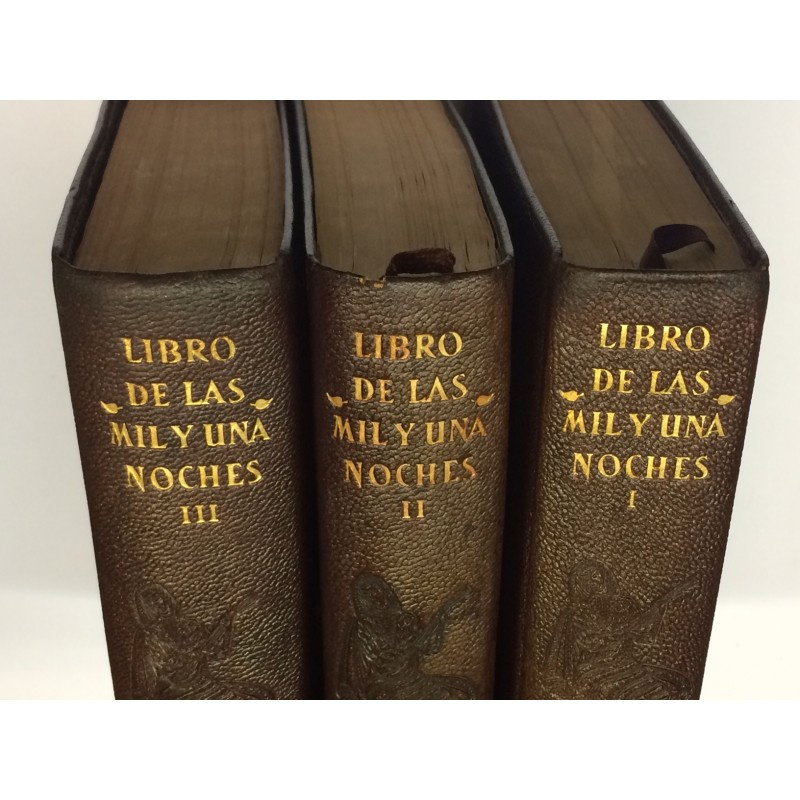 LIBRO
DE LAS
MIL Y UNA
NOCHES
III
LIBRO
DE LAS
MIL Y UNA
NOCHES
II
LIBRO
DE LAS
MIL Y UNA
NOCHES
I